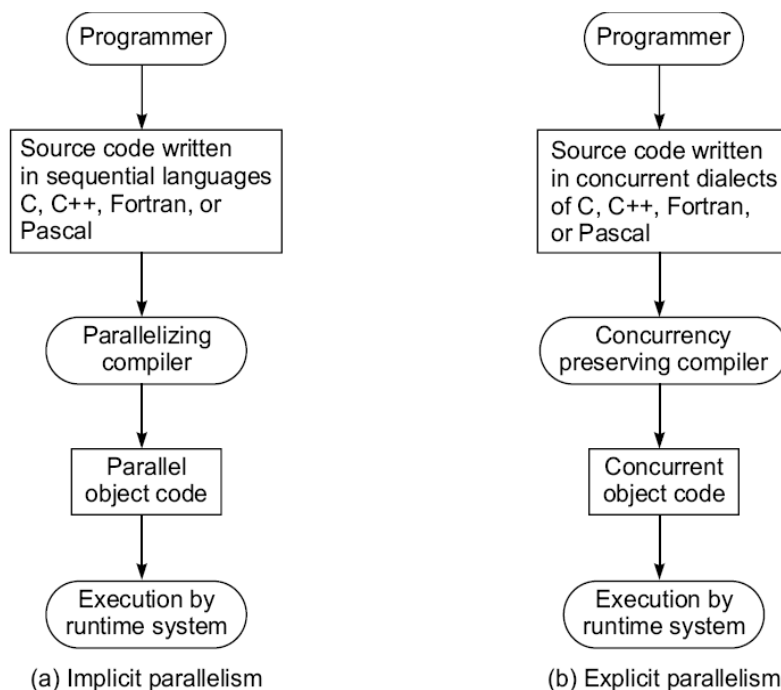 Programmer
Source code written
in sequential languages
C, C++, Fortran, or
Pascal
Parallelizing
compiler
Parallel
object code
Execution by
runtime system
(a) Implicit parallelism
Programmer
Source code written
in concurrent dialects
of C, C++, Fortran,
or Pascal
Concurrency
preserving compiler
Concurrent
object code
Execution by
runtime system
(b) Explicit parallelism